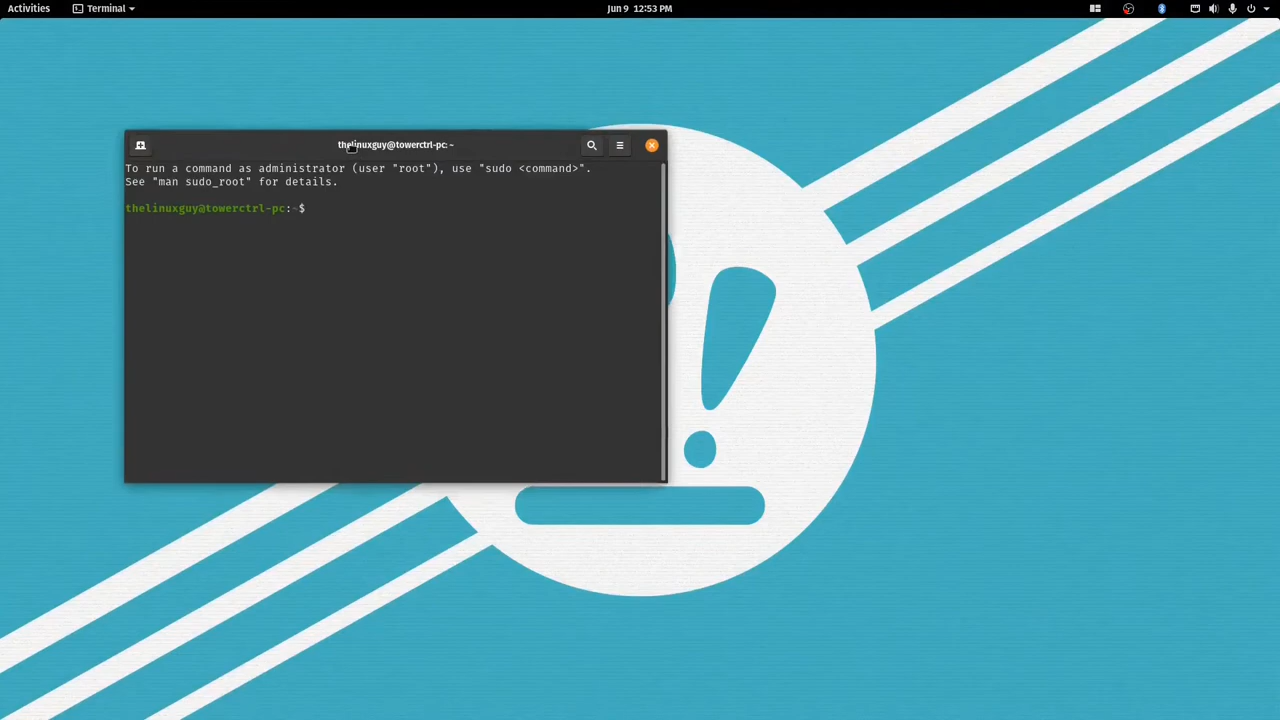 Activities
Terminal
Jun 9 12:53 PM
thelinuxguy@towerctrl-pc: ~
To run a command as administrator (user "root"), use "sudo <command>".
See "man sudo_root" for details.
thelinuxguy@towerctrl-pc:~$